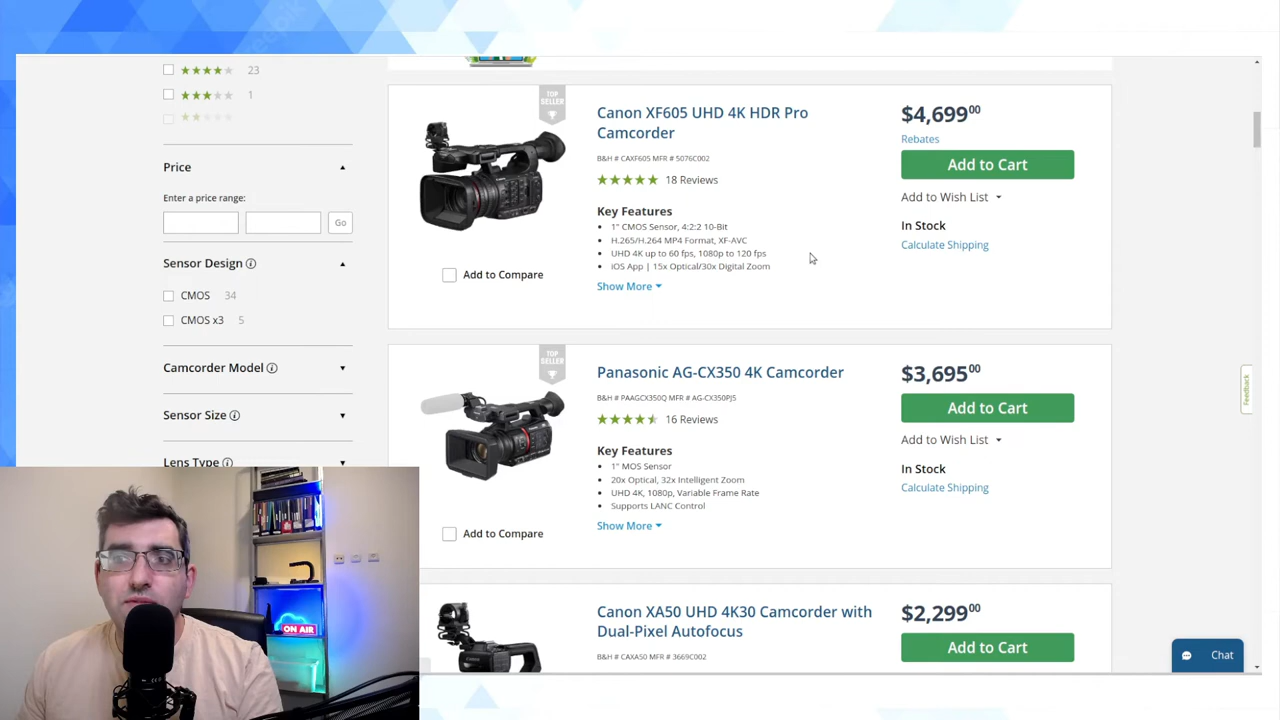 23
1
Price
Enter a price range:
Go
Sensor Design
CMOS 34
CMOS x3 5
Camcorder Model
Sensor Size
Lens Type
TOP SELLER
Add to Compare
Canon XF605 UHD 4K HDR Pro
Camcorder
B&H # CAXF605 MFR # 5076C002
18 Reviews
Key Features
1" CMOS Sensor, 4:2:2 10-Bit
H.265/H.264 MP4 Format, XF-AVC
UHD 4K up to 60 fps, 1080p to 120 fps
iOS App | 15x Optical/30x Digital Zoom
Show More
$4,699.00
Rebates
Add to Cart
Add to Wish List
In Stock
Calculate Shipping
TOP SELLER
Add to Compare
Panasonic AG-CX350 4K Camcorder
B&H # PAAGCX350Q MFR # AG-CX350PJ5
16 Reviews
Key Features
1" MOS Sensor
20x Optical, 32x Intelligent Zoom
UHD 4K, 1080p, Variable Frame Rate
Supports LANC Control
Show More
$3,695.00
Add to Cart
Add to Wish List
In Stock
Calculate Shipping
Canon XA50 UHD 4K30 Camcorder with
Dual-Pixel Autofocus
B&H # CAXA50 MFR # 3669C002
$2,299.00
Add to Cart
Feedback
Chat
ON AIR